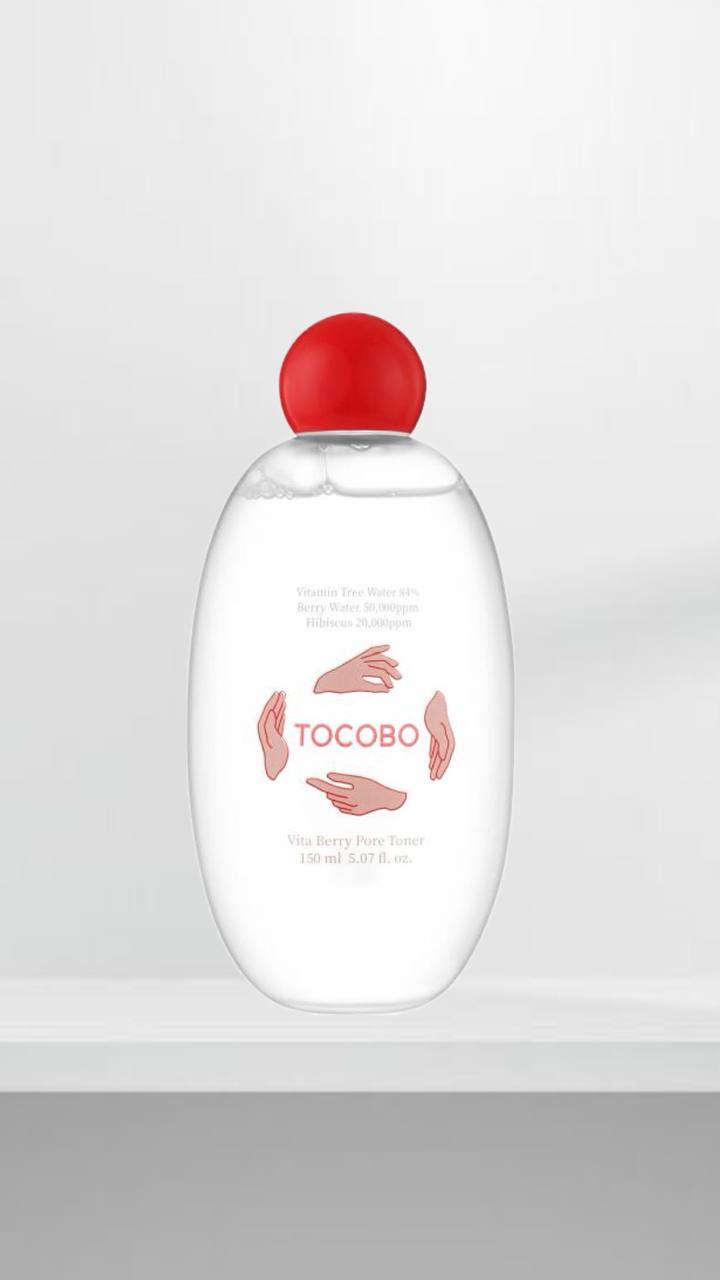 Vitamin Tree Water 84%
Berry Water 50,000ppm
Hibiscus 20,000ppm
TOCOBO
Vita Berry Pore Toner
150 ml 5.07 fl. oz.